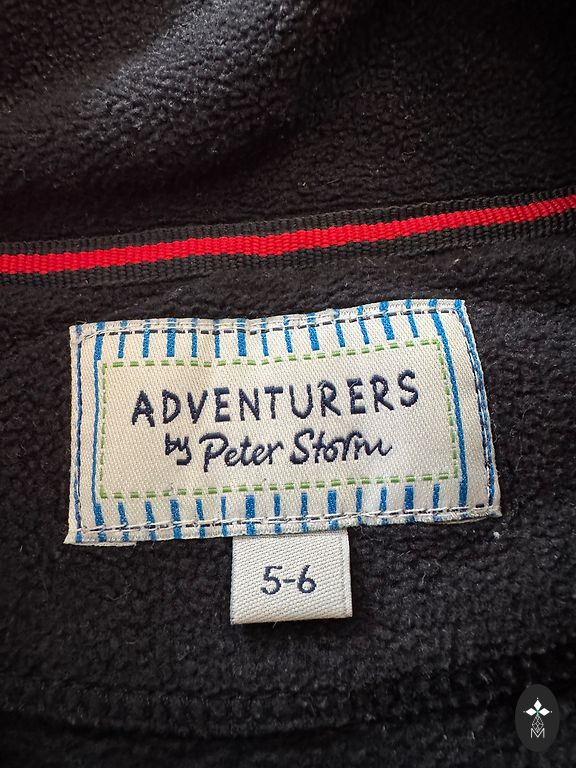 ADVENTURERS
by Peter Storm
5-6
M